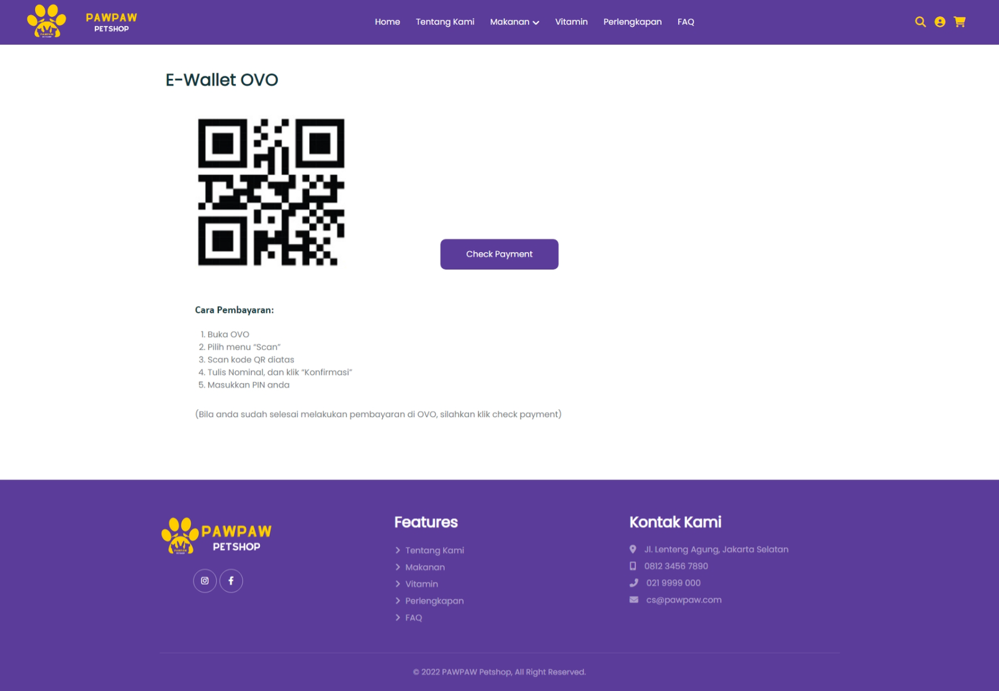 PAWPAW
PETSHOP
Home Tentang Kami Makanan Vitamin Perlengkapan FAQ
E-Wallet OVO
Check Payment
Cara Pembayaran:
1. Buka OVO
2. Pilih menu “Scan”
3. Scan kode QR diatas
4. Tulis Nominal, dan klik “Konfirmasi”
5. Masukkan PIN anda
(Bila anda sudah selesai melakukan pembayaran di OVO, silahkan klik check payment)
PAWPAW
PETSHOP
Features
Tentang Kami
Makanan
Vitamin
Perlengkapan
FAQ
Kontak Kami
Jl. Lenteng Agung, Jakarta Selatan
0812 3456 7890
021 9999 000
cs@pawpaw.com
© 2022 PAWPAW Petshop, All Right Reserved.